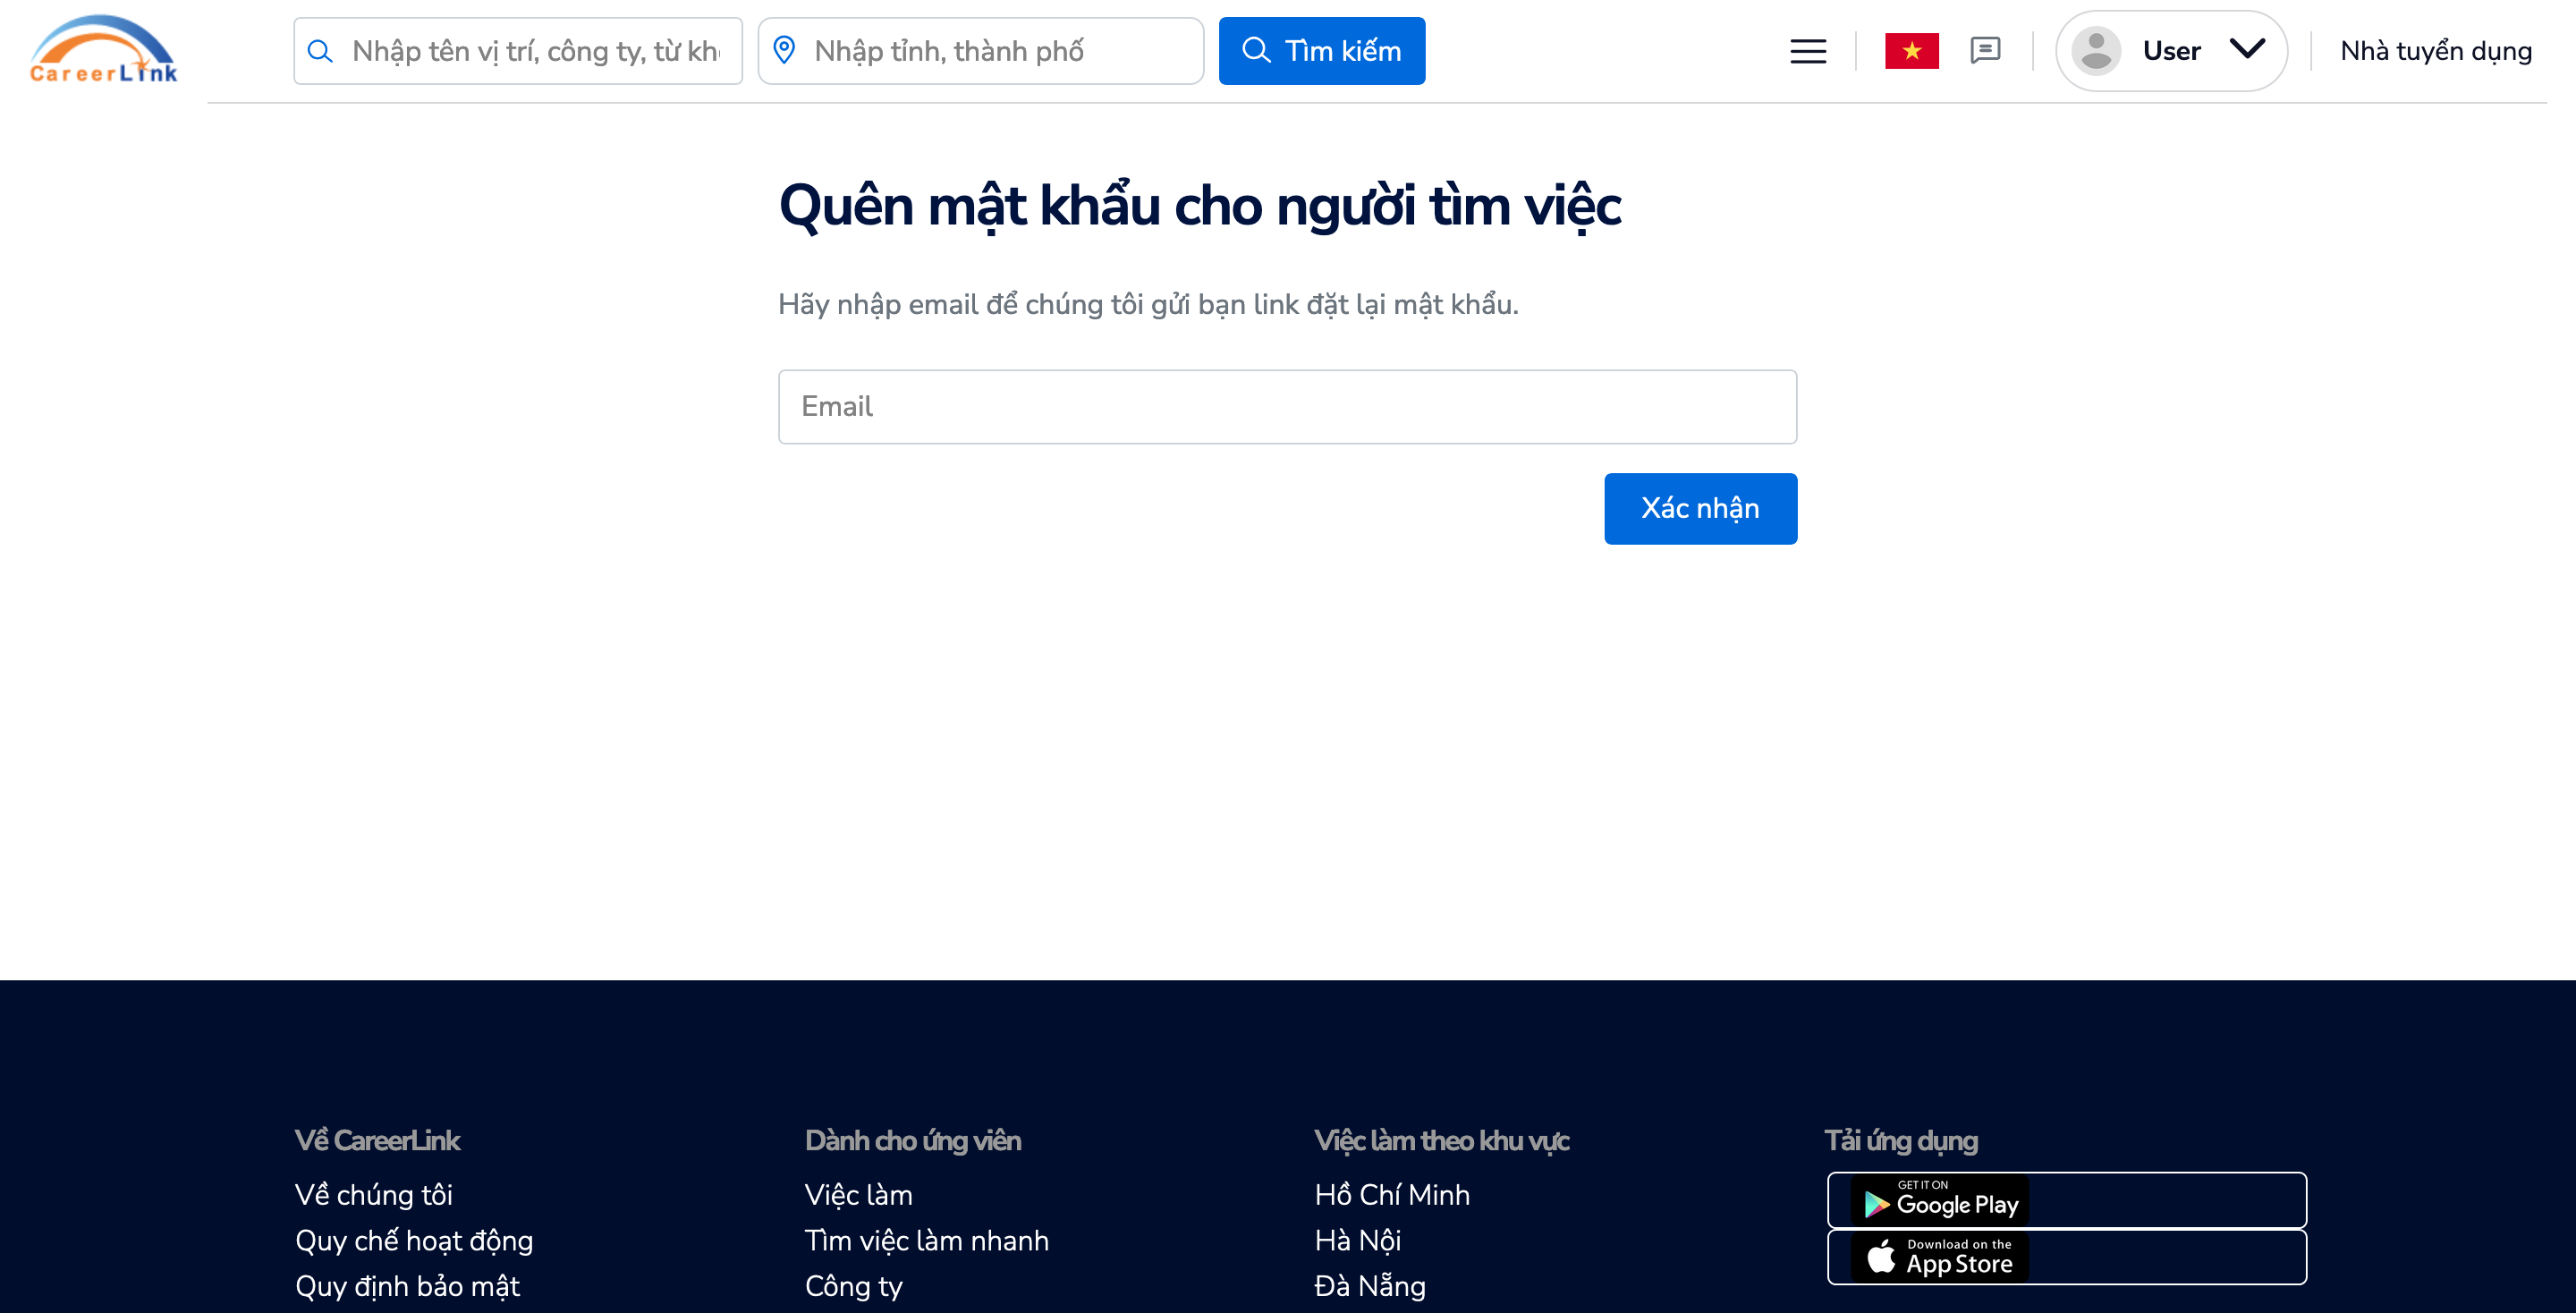 CareerLink
Nhập tên vị trí, công ty, từ kh
Nhập tỉnh, thành phố
Tìm kiếm
User
Nhà tuyển dụng
Quên mật khẩu cho người tìm việc
Hãy nhập email để chúng tôi gửi bạn link đặt lại mật khẩu.
Email
Xác nhận
Về CareerLink
Về chúng tôi
Quy chế hoạt động
Quy định bảo mật
Dành cho ứng viên
Việc làm
Tìm việc làm nhanh
Công ty
Việc làm theo khu vực
Hồ Chí Minh
Hà Nội
Đà Nẵng
Tải ứng dụng
GET IT ON
Google Play
Download on the
App Store